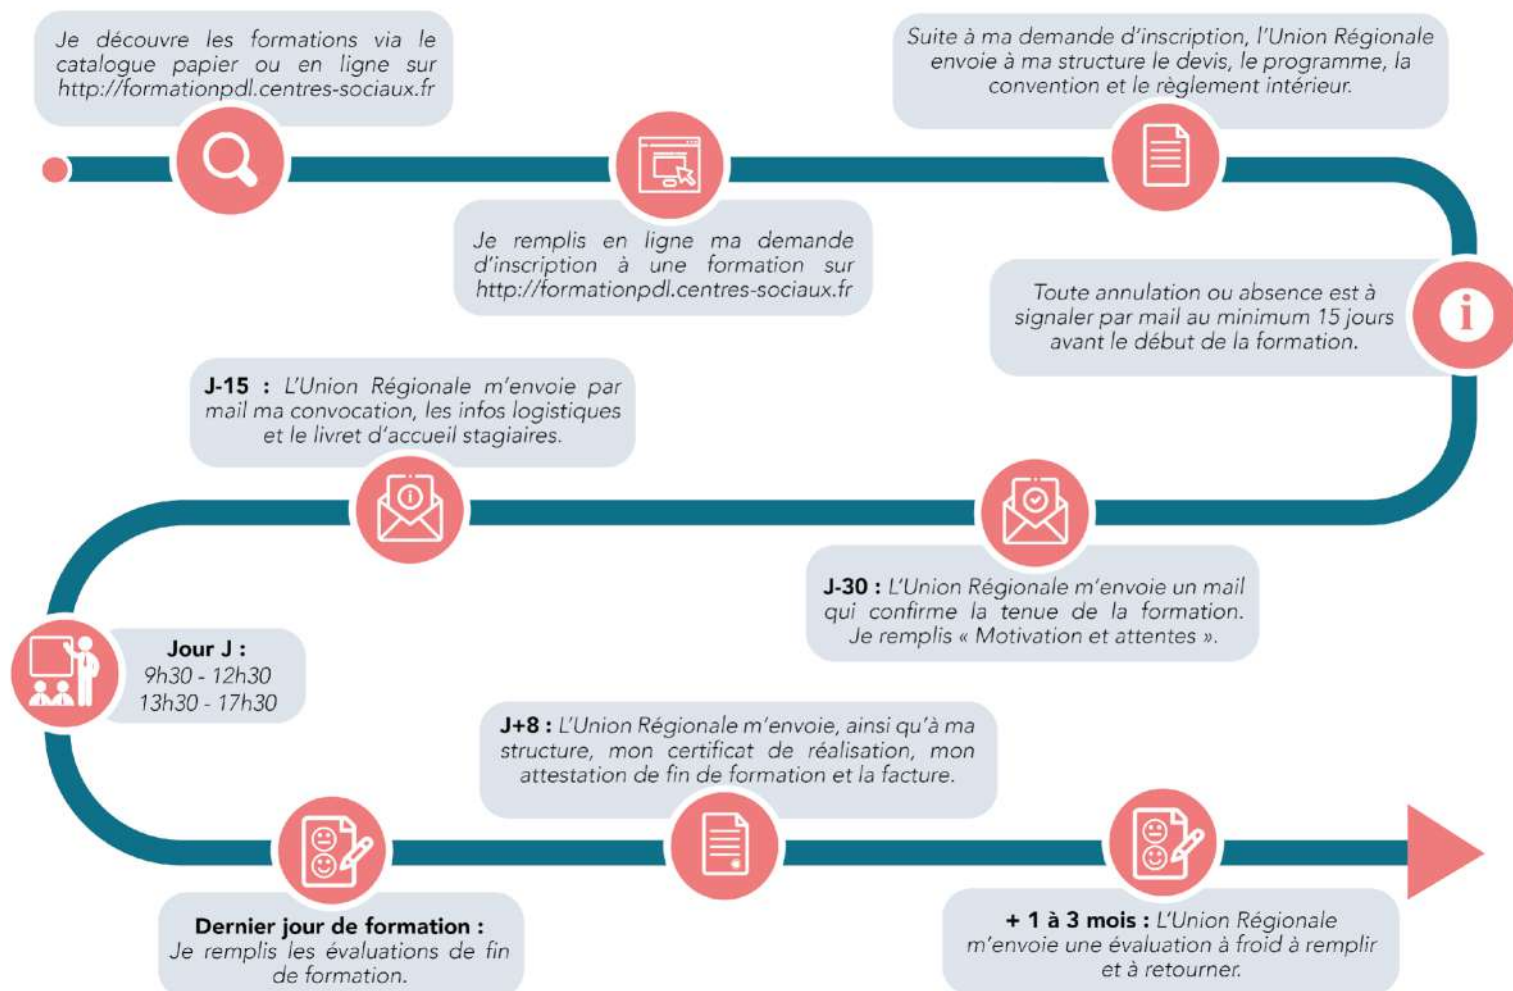 Je découvre les formations via le
catalogue papier ou en ligne sur
http://formationpdl.centres-sociaux.fr
Je remplis en ligne ma demande
d'inscription à une formation sur
http://formationpdl.centres-sociaux.fr
Suite à ma demande d'inscription, l'Union Régionale
envoie à ma structure le devis, le programme, la
convention et le règlement intérieur.
i
Toute annulation ou absence est à
signaler par mail au minimum 15 jours
avant le début de la formation.
J-30 : L'Union Régionale m'envoie un mail
qui confirme la tenue de la formation.
Je remplis « Motivation et attentes ».
J-15 : L'Union Régionale m'envoie par
mail ma convocation, les infos logistiques
et le livret d'accueil stagiaires.
i
Jour J :
9h30 - 12h30
13h30 - 17h30
Dernier jour de formation :
Je remplis les évaluations de fin
de formation.
J+8 : L'Union Régionale m'envoie, ainsi qu'à ma
structure, mon certificat de réalisation, mon
attestation de fin de formation et la facture.
+ 1 à 3 mois : L'Union Régionale
m'envoie une évaluation à froid à remplir
et à retourner.